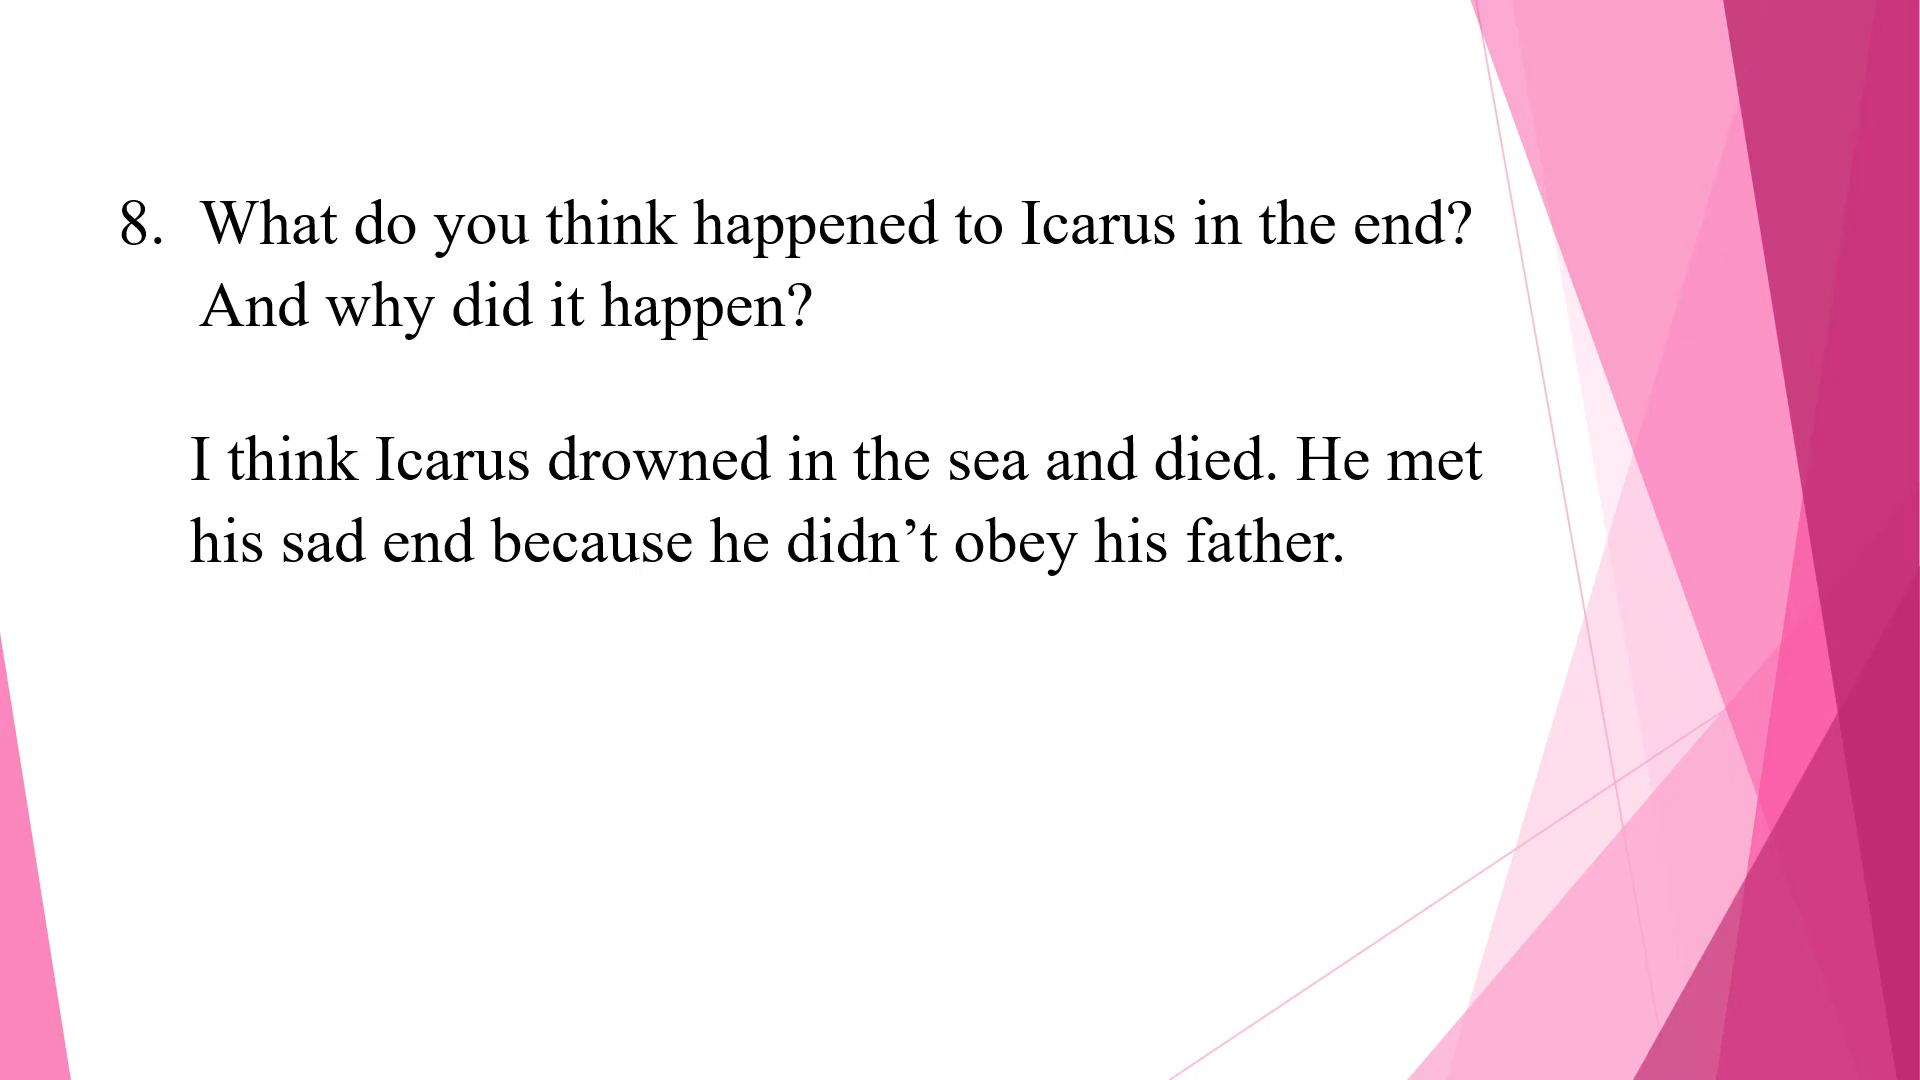 8. What do you think happened to Icarus in the end?
And why did it happen?
I think Icarus drowned in the sea and died. He met
his sad end because he didn’t obey his father.